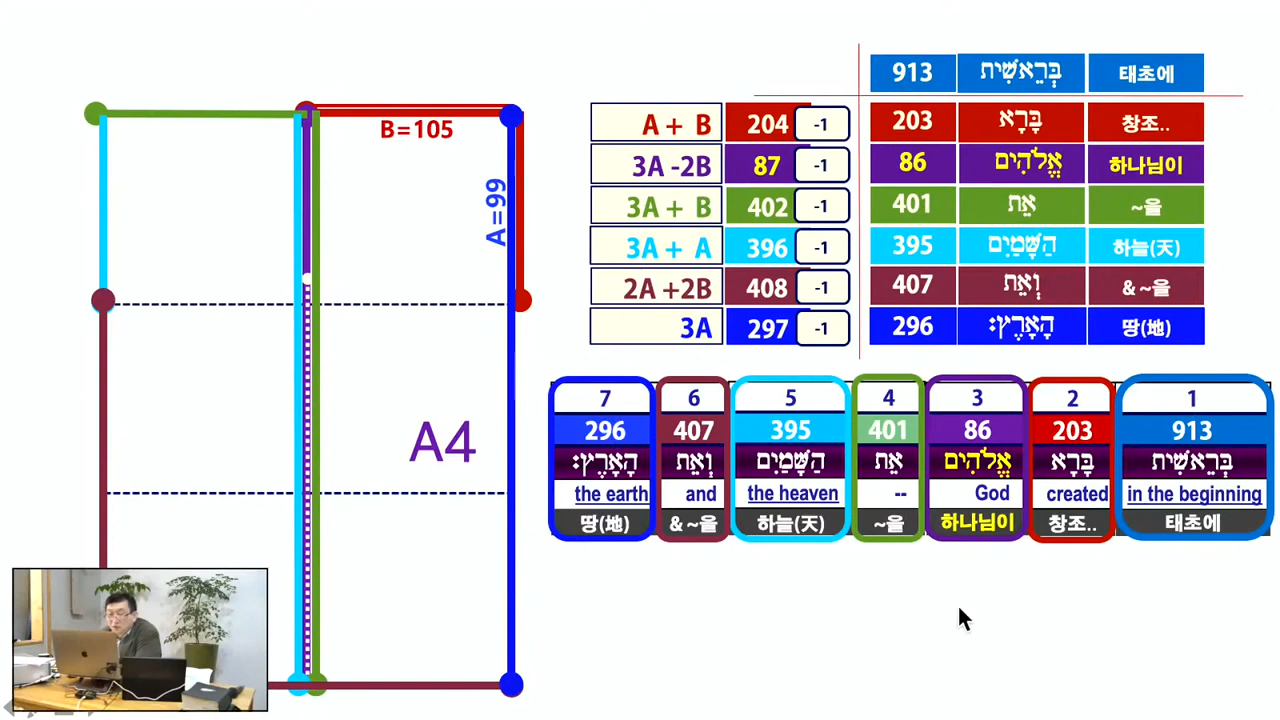 B=105
A=99
A4
913 בְּרֵאשִׁית 태초에
A + B 204 -1 203 בָּרָא 창조..
3A -2B 87 -1 86 אֱלֹהִים 하나님이
3A + B 402 -1 401 אֵת ~을
3A + A 396 -1 395 הַשָּׁמַיִם 하늘(天)
2A +2B 408 -1 407 וְאֵת & ~을
3A 297 -1 296 הָאָרֶץ׃ 땅(地)
7 6 5 4 3 2 1
296 407 395 401 86 203 913
הָאָרֶץ׃ וְאֵת הַשָּׁמַיִם אֵת אֱלֹהִים בָּרָא בְּרֵאשִׁית
the earth and the heaven -- God created in the beginning
땅(地) & ~을 하늘(天) ~을 하나님이 창조.. 태초에